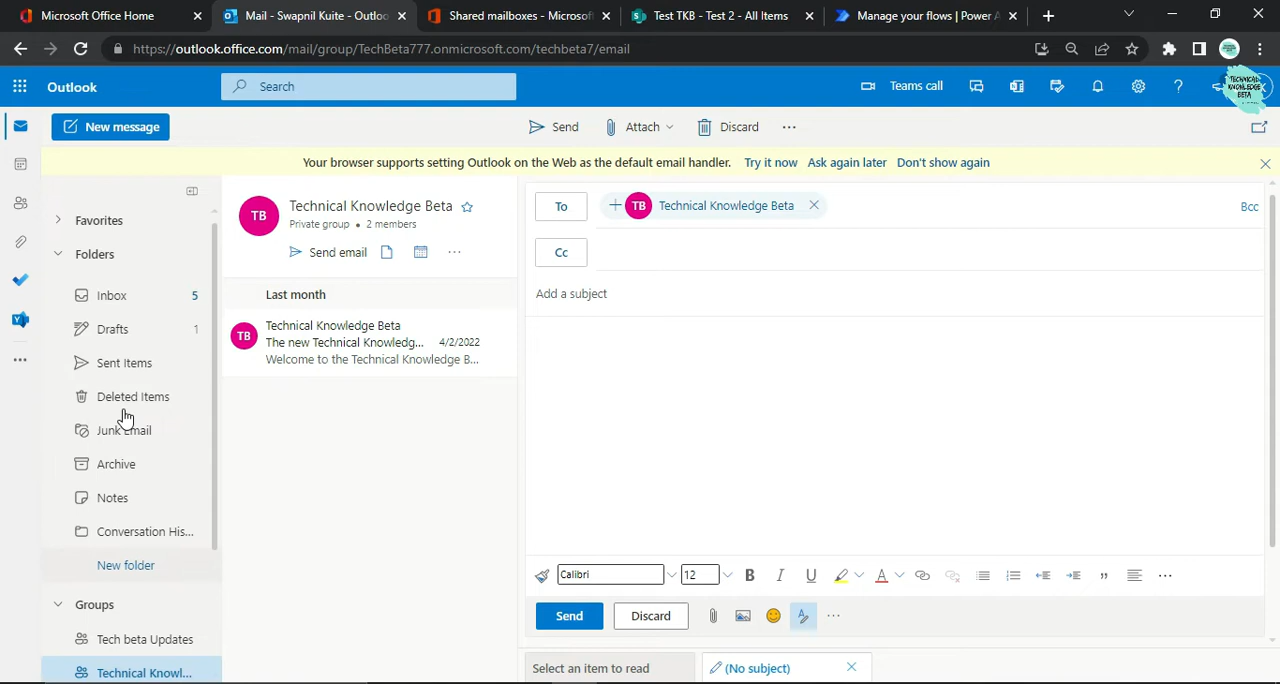 Microsoft Office Home
Mail - Swapnil Kuite - Outloo
Shared mailboxes - Microsof
Test TKB - Test 2 - All Items
Manage your flows | Power A
https://outlook.office.com/mail/group/TechBeta777.onmicrosoft.com/techbeta7/email
Outlook
Search
Teams call
TECHNICAL
KNOWLEDGE
BETA
New message
Send
Attach
Discard
Your browser supports setting Outlook on the Web as the default email handler. Try it now Ask again later Don't show again
Favorites
Folders
Inbox 5
Drafts 1
Sent Items
Deleted Items
Junk Email
Archive
Notes
Conversation His...
New folder
Groups
Tech beta Updates
Technical Knowl...
TB
Technical Knowledge Beta
Private group • 2 members
Send email
Last month
TB
Technical Knowledge Beta
The new Technical Knowledg... 4/2/2022
Welcome to the Technical Knowledge B...
To
TB Technical Knowledge Beta
Bcc
Cc
Add a subject
Calibri
12
B I U A
Send
Discard
Select an item to read
(No subject)